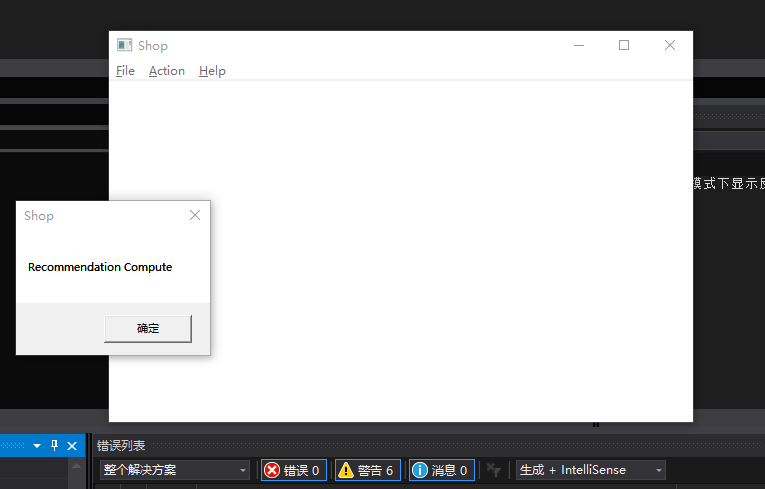 Shop
File Action Help
模式下显示
Shop
Recommendation Compute
确定
错误列表
整个解决方案 错误 0 警告 6 消息 0 生成 + IntelliSense